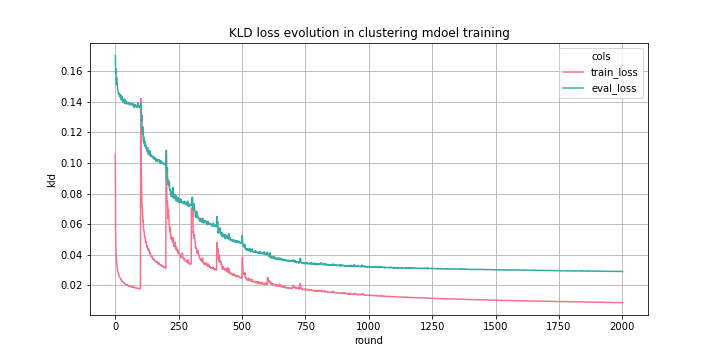 KLD loss evolution in clustering mdoel training
cols
train_loss
eval_loss
0.16
0.14
0.12
0.10
0.08
0.06
0.04
0.02
kld
0 250 500 750 1000 1250 1500 1750 2000
round